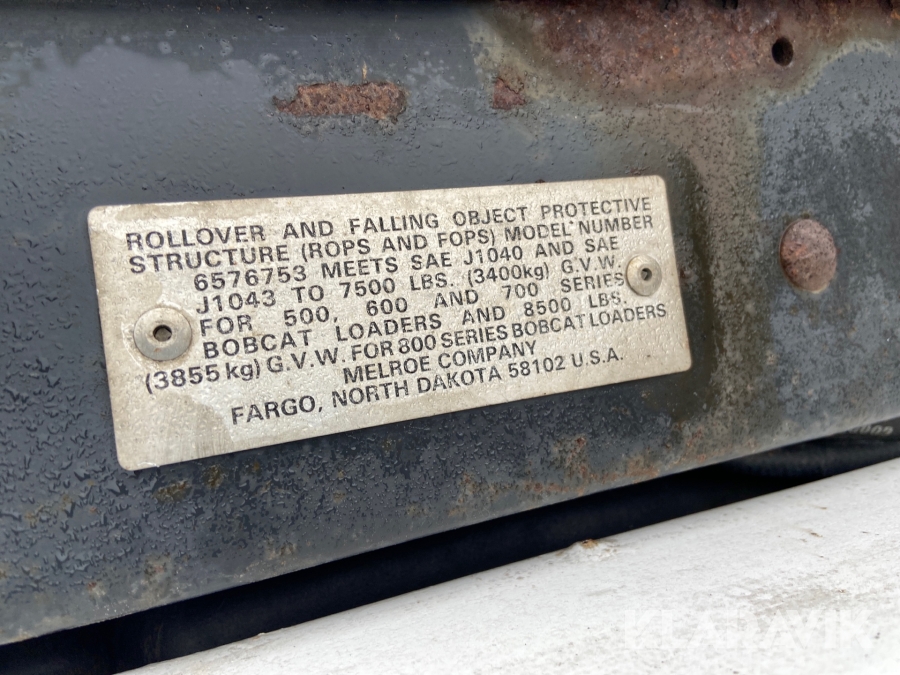 ROLLOVER AND FALLING OBJECT PROTECTIVE
STRUCTURE (ROPS AND FOPS) MODEL NUMBER
6576753 MEETS SAE J1040 AND SAE
J1043 TO 7500 LBS. (3400kg) G.V.W.
FOR 500, 600 AND 700 SERIES
BOBCAT LOADERS AND 8500 LBS.
(3855kg) G.V.W. FOR 800 SERIES BOBCAT LOADERS
MELROE COMPANY
FARGO, NORTH DAKOTA 58102 U.S.A.
KLARAVIK